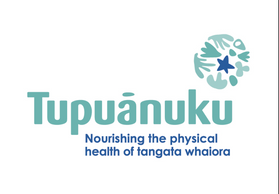 Tupuānuku
Nourishing the physical
health of tangata whaiora